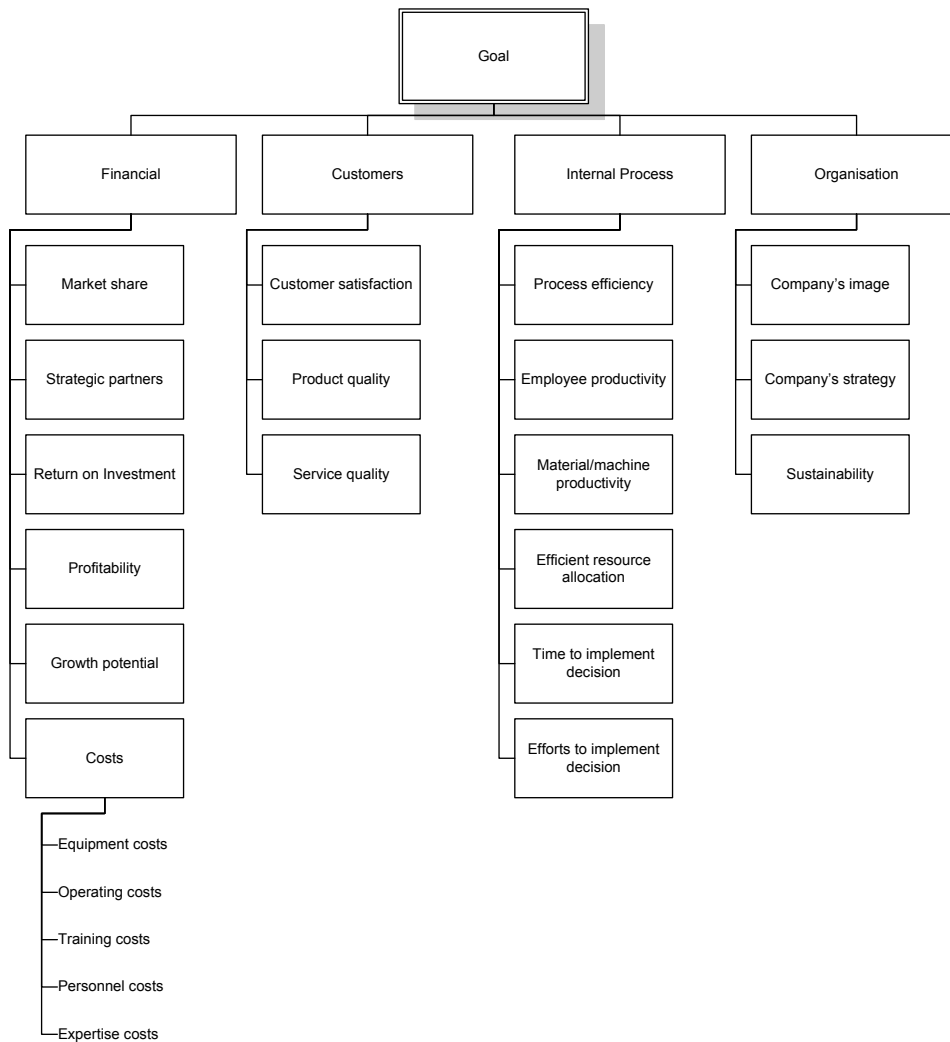 Goal
Financial
Customers
Internal Process
Organisation
Market share
Customer satisfaction
Process efficiency
Company's image
Strategic partners
Product quality
Employee productivity
Company's strategy
Return on Investment
Service quality
Material/machine
productivity
Sustainability
Profitability
Efficient resource
allocation
Growth potential
Time to implement
decision
Costs
Efforts to implement
decision
Equipment costs
Operating costs
Training costs
Personnel costs
Expertise costs